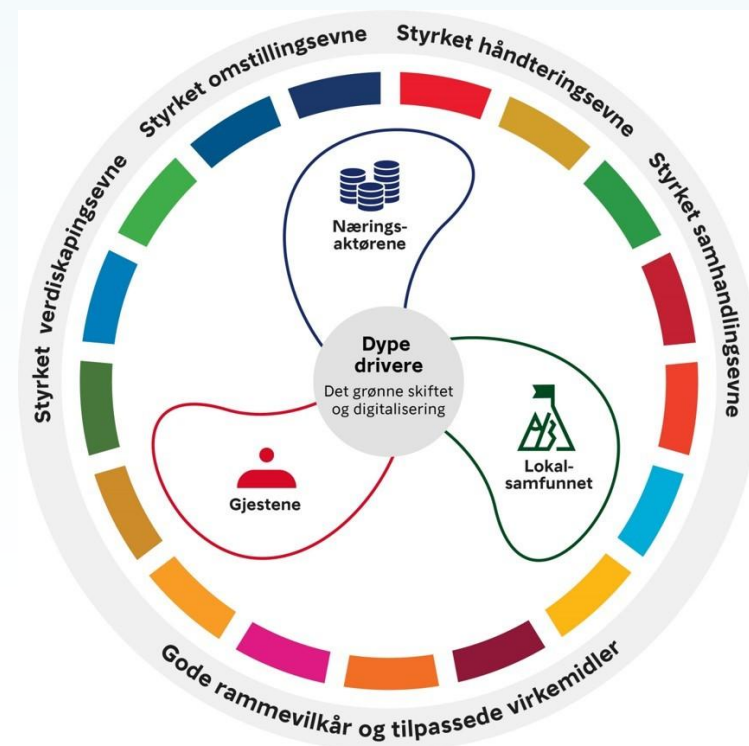 Styrket verdiskapingsevne
Styrket omstillingsevne
Styrket håndteringsevne
Styrket samhandlingsevne
Nærings-
aktørene
Dype
drivere
Det grønne skiftet
og digitalisering
Gjestene
Lokal-
samfunnet
Gode rammevilkår og tilpassede virkemidler